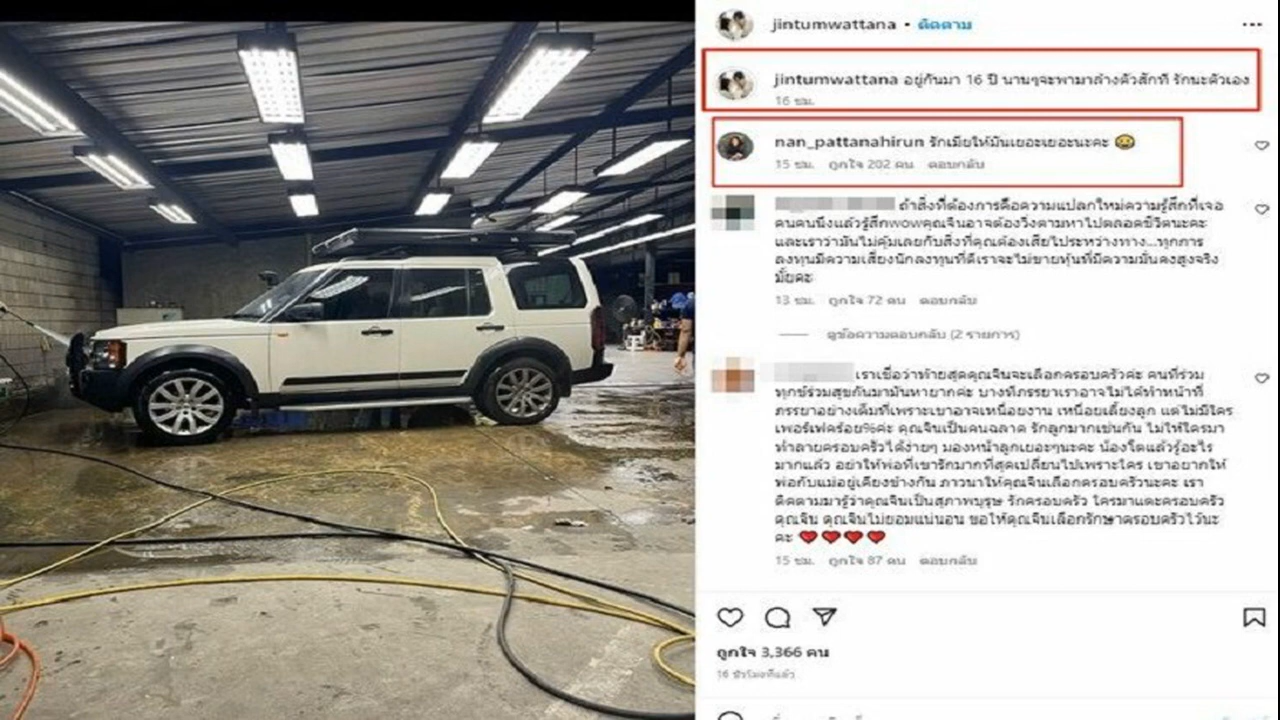 jintumwattana • ติดตาม
jintumwattana อยู่กันมา 16 ปี นานๆจะพามาล้างตัวสักที รักนะตัวเอง
16 ชม.
nan_pattanahirun รักเมียให้มันเยอะเยอะนะคะ 😂
15 ชม. ถูกใจ 202 คน ตอบกลับ
ถ้าสิ่งที่ต้องการคือความแปลกใหม่ความรู้สึกที่เจอ
คนคนนึงแล้วรู้สึกwowคุณจีนอาจต้องวิ่งตามหาไปตลอดชีวิตนะคะ
และเราว่ามันไม่คุ้มเลยกับสิ่งที่คุณต้องเสียไประหว่างทาง...ทุกการ
ลงทุนมีความเสี่ยงนักลงทุนที่ดีเราจะไม่ขายหุ้นที่มีความมั่นคงสูงจริง
มั้ยคะ
13 ชม. ถูกใจ 72 คน ตอบกลับ
ดูข้อความตอบกลับ (2 รายการ)
เราเชื่อว่าท้ายสุดคุณจีนจะเลือกครอบครัวค่ะ คนที่ร่วม
ทุกข์ร่วมสุขกันมามันหายากค่ะ บางทีภรรยาเราอาจไม่ได้ทำหน้าที่
ภรรยาอย่างเต็มที่เพราะเขาอาจเหนื่อยงาน เหนื่อยเลี้ยงลูก แต่ไม่มีใคร
เพอร์เฟคร้อย%ค่ะ คุณจีนเป็นคนฉลาด รักลูกมากเช่นกัน ไม่ให้ใครมา
ทำลายครอบครัวได้ง่ายๆ มองหน้าลูกเยอะๆนะคะ น้องโตแล้วรู้อะไร
มากแล้ว อย่าให้พ่อที่เขารักมากที่สุดเปลี่ยนไปเพราะใคร เขาอยากให้
พ่อกับแม่อยู่เคียงข้างกัน ภาวนาให้คุณจีนเลือกครอบครัวนะคะ เรา
ติดตามมารู้ว่าคุณจีนเป็นสุภาพบุรุษ รักครอบครัว ใครมาแตะครอบครัว
คุณจีน คุณจีนไม่ยอมแน่นอน ขอให้คุณจีนเลือกรักษาครอบครัวไว้นะ
คะ ❤️❤️❤️❤️
15 ชม. ถูกใจ 87 คน ตอบกลับ
ถูกใจ 3,366 คน
16 ชั่วโมงที่แล้ว